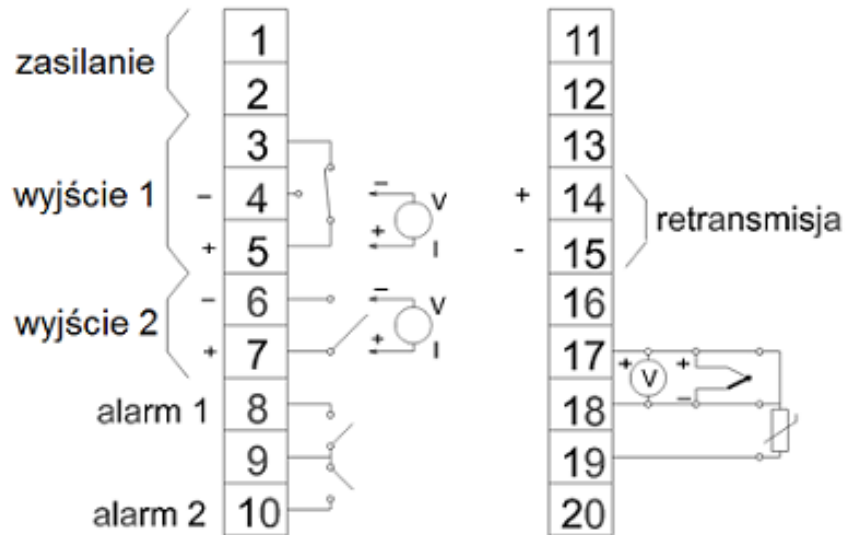 zasilanie
1
2
wyjście 1
3
− 4
+ 5
− V
+ I
wyjście 2
− 6
+ 7
− V
+ I
alarm 1
8
9
alarm 2
10
11
12
13
+ 14
- 15
retransmisja
16
17
18
19
20
+ V
+
−